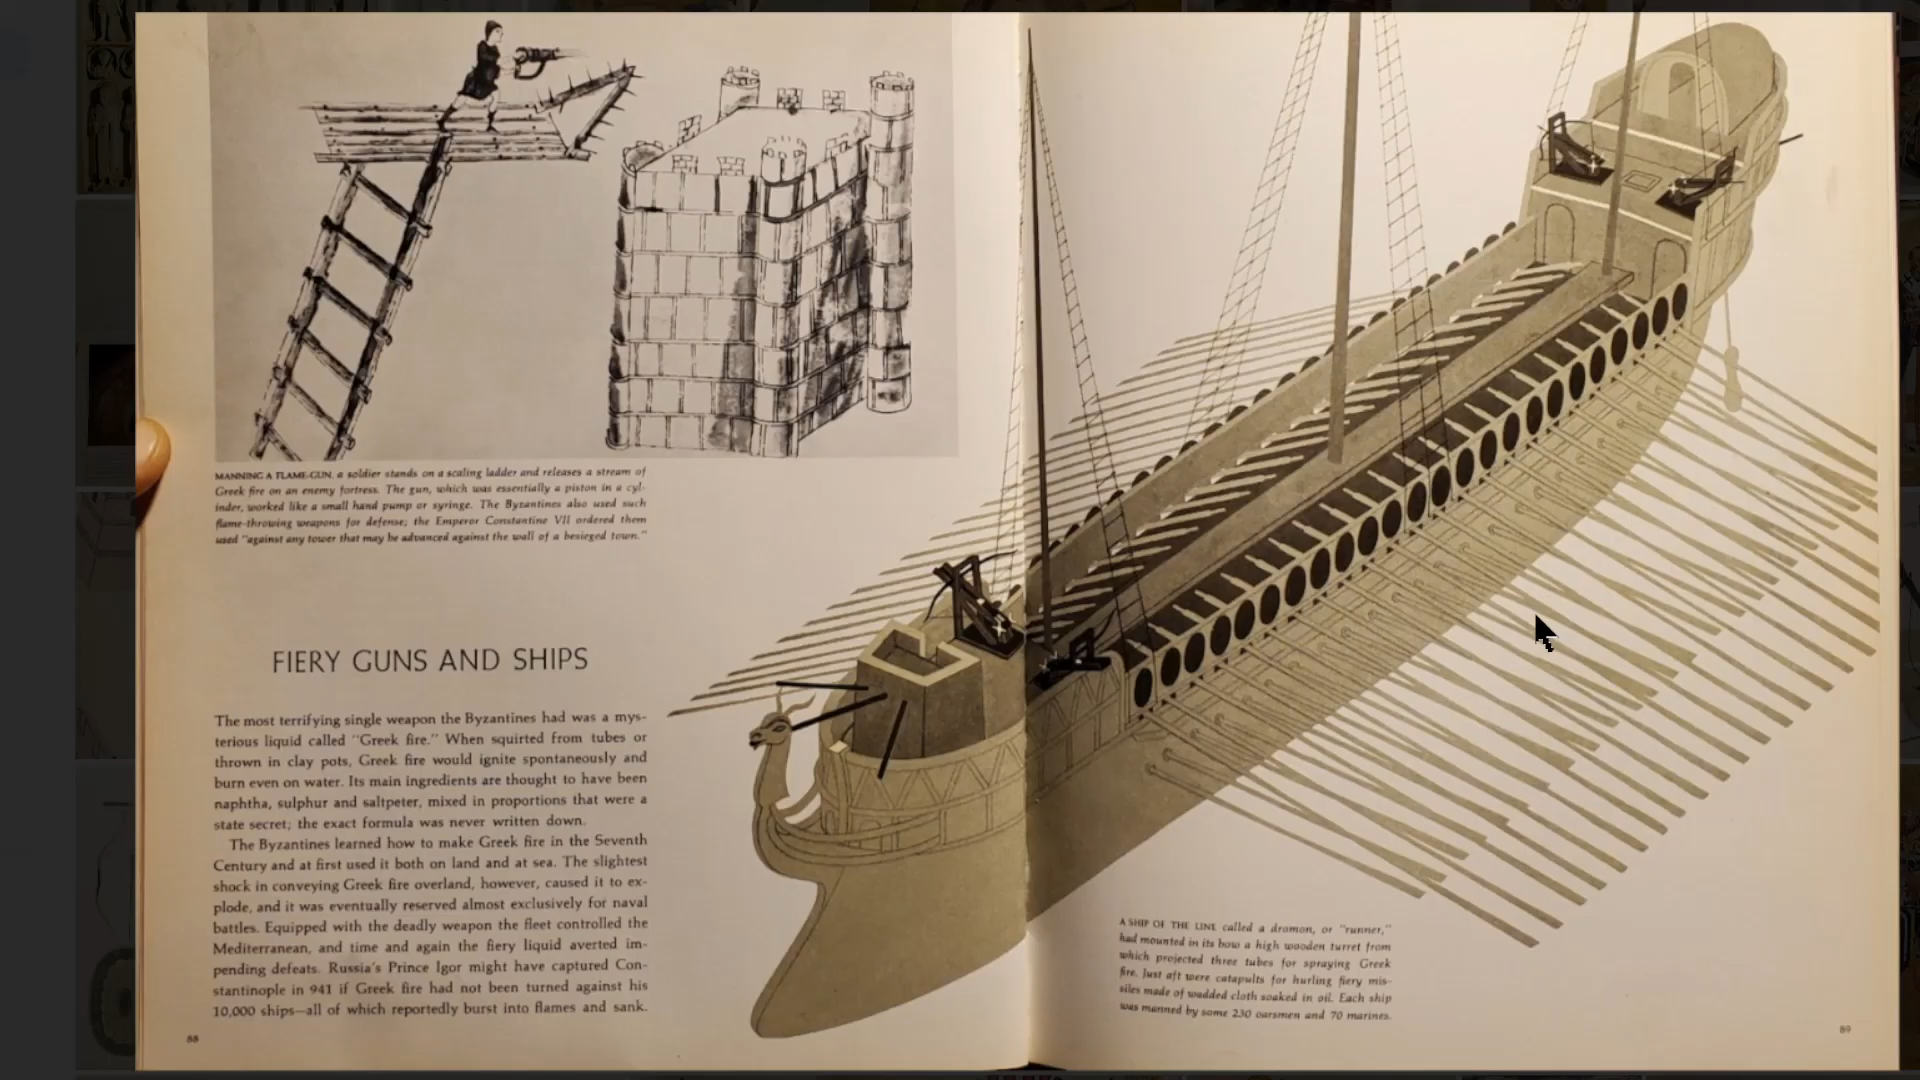 MANNING A FLAME-GUN, a soldier stands on a scaling ladder and releases a stream of
Greek fire on an enemy fortress. The gun, which was essentially a piston in a cyl-
inder, worked like a small hand pump or syringe. The Byzantines also used such
flame-throwing weapons for defense; the Emperor Constantine VII ordered them
used "against any tower that may be advanced against the wall of a besieged town."
FIERY GUNS AND SHIPS
The most terrifying single weapon the Byzantines had was a mys-
terious liquid called "Greek fire." When squirted from tubes or
thrown in clay pots, Greek fire would ignite spontaneously and
burn even on water. Its main ingredients are thought to have been
naphtha, sulphur and saltpeter, mixed in proportions that were a
state secret; the exact formula was never written down.
The Byzantines learned how to make Greek fire in the Seventh
Century and at first used it both on land and at sea. The slightest
shock in conveying Greek fire overland, however, caused it to ex-
plode, and it was eventually reserved almost exclusively for naval
battles. Equipped with the deadly weapon the fleet controlled the
Mediterranean, and time and again the fiery liquid averted im-
pending defeats. Russia's Prince Igor might have captured Con-
stantinople in 941 if Greek fire had not been turned against his
10,000 ships—all of which reportedly burst into flames and sank.
88
A SHIP OF THE LINE called a dromon, or "runner,"
had mounted in its bow a high wooden turret from
which projected three tubes for spraying Greek
fire. Just aft were catapults for hurling fiery mis-
siles made of wadded cloth soaked in oil. Each ship
was manned by some 230 oarsmen and 70 marines.
89